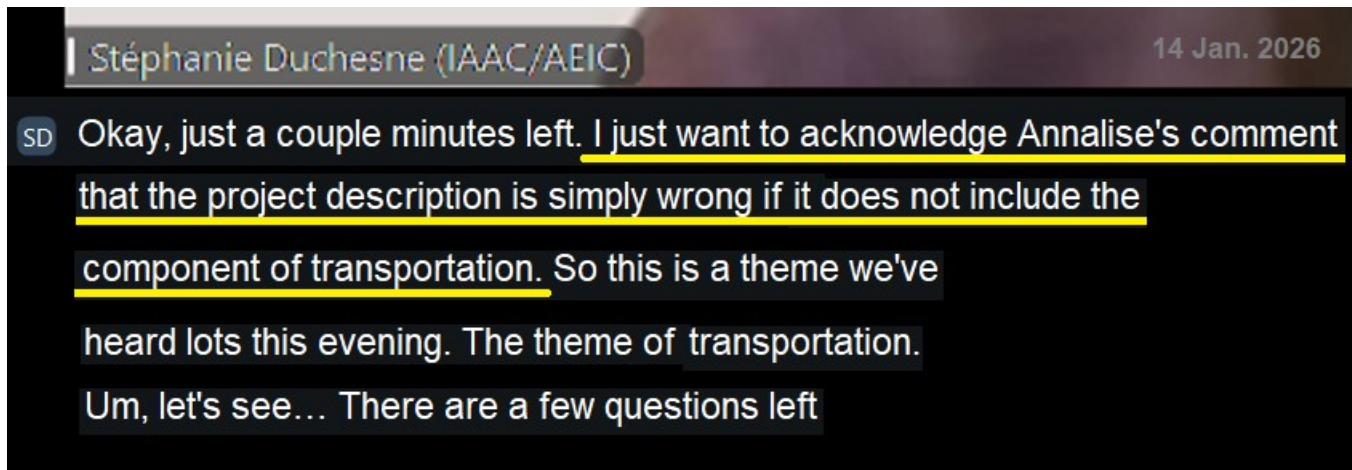 Stéphanie Duchesne (IAAC/AEIC)
14 Jan. 2026
SD
Okay, just a couple minutes left. I just want to acknowledge Annalise's comment
that the project description is simply wrong if it does not include the
component of transportation. So this is a theme we've
heard lots this evening. The theme of transportation.
Um, let's see... There are a few questions left